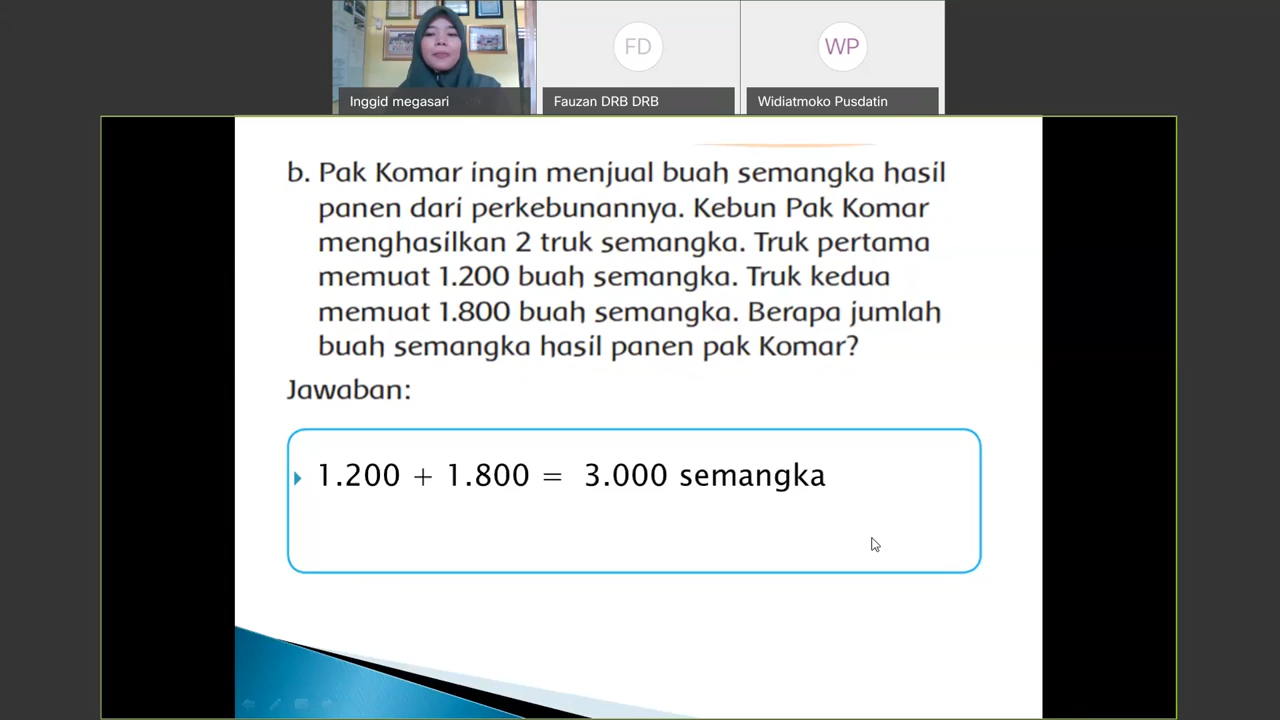 FD
WP
Inggid megasari
Fauzan DRB DRB
Widiatmoko Pusdatin
b. Pak Komar ingin menjual buah semangka hasil
panen dari perkebunannya. Kebun Pak Komar
menghasilkan 2 truk semangka. Truk pertama
memuat 1.200 buah semangka. Truk kedua
memuat 1.800 buah semangka. Berapa jumlah
buah semangka hasil panen pak Komar?
Jawaban:
1.200 + 1.800 = 3.000 semangka